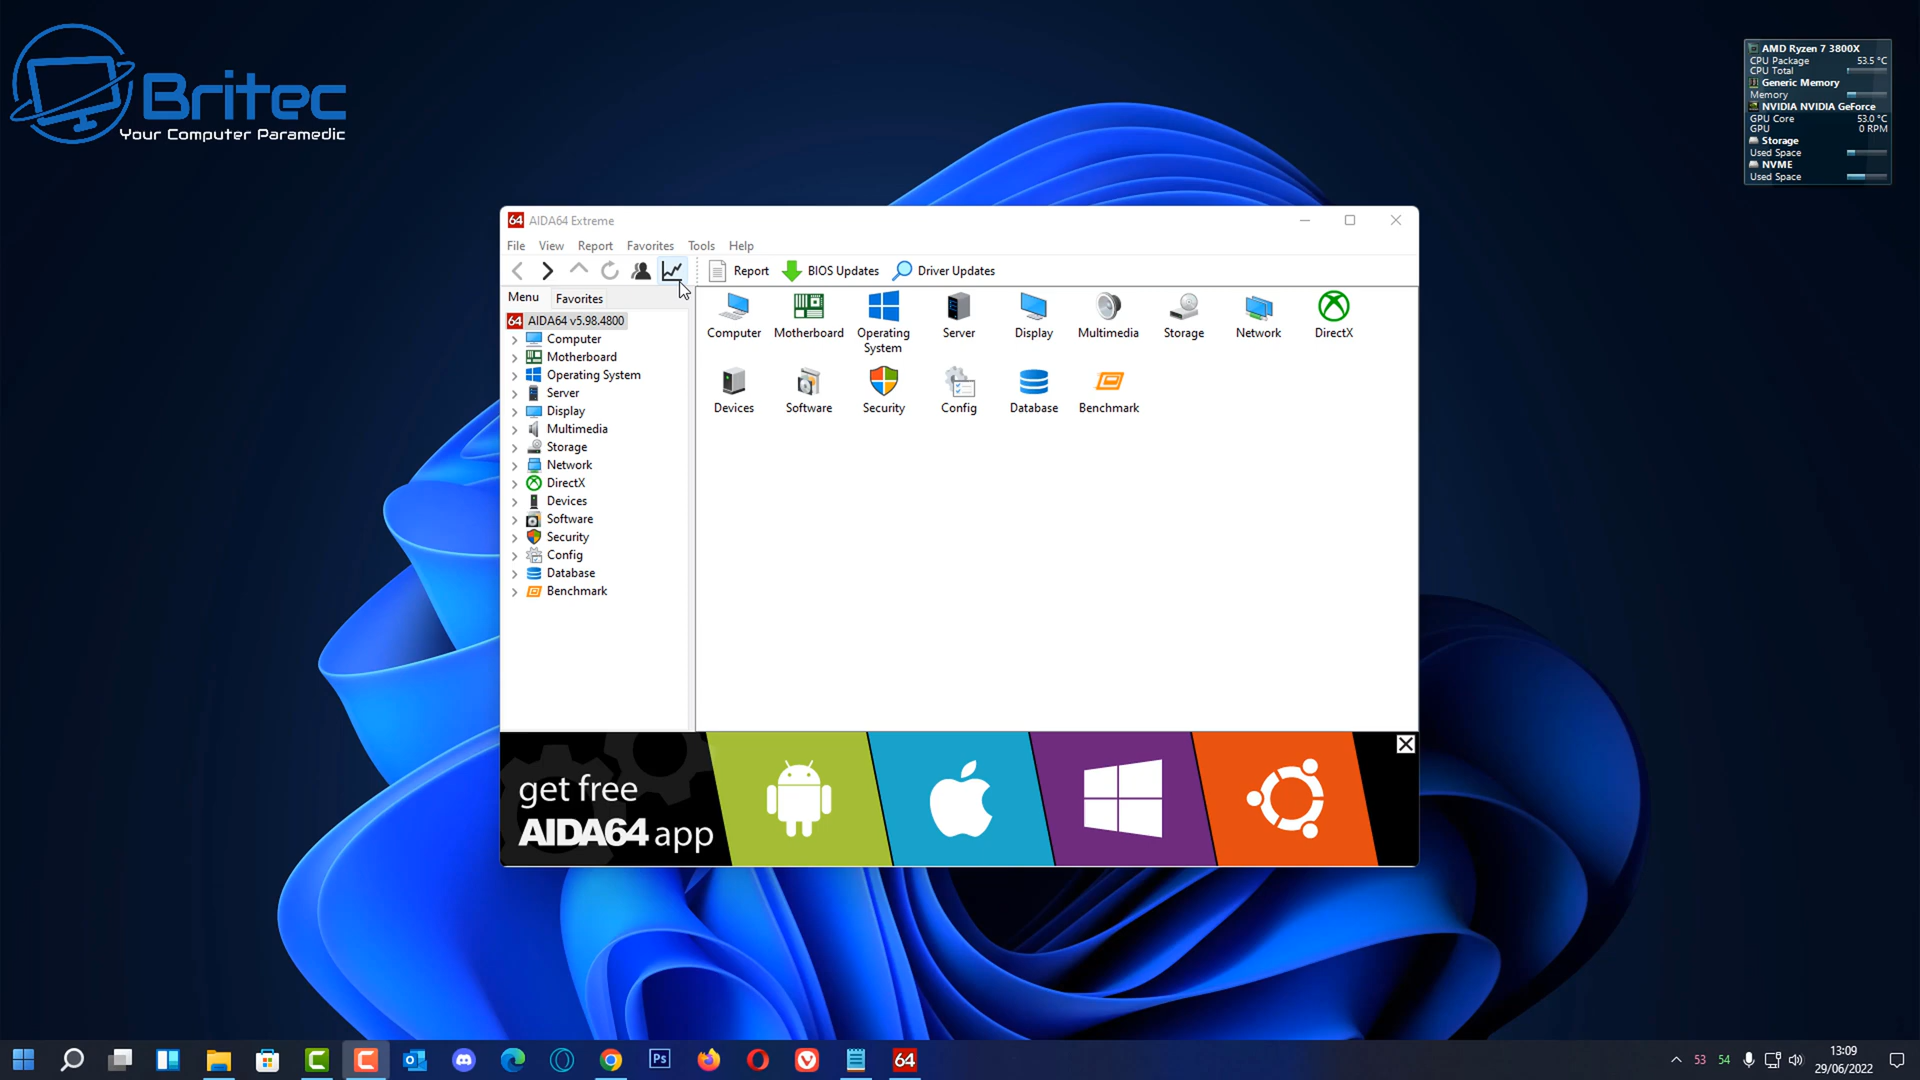 Britec
Your Computer Paramedic
AMD Ryzen 7 3800X
CPU Package 53.5 °C
CPU Total
Generic Memory
Memory
NVIDIA NVIDIA GeForce
GPU Core 53.0 °C
GPU 0 RPM
Storage
Used Space
NVME
Used Space
64 AIDA64 Extreme
File View Report Favorites Tools Help
Report BIOS Updates Driver Updates
Menu Favorites
64 AIDA64 v5.98.4800
Computer
Motherboard
Operating System
Server
Display
Multimedia
Storage
Network
DirectX
Devices
Software
Security
Config
Database
Benchmark
Computer Motherboard Operating System Server Display Multimedia Storage Network DirectX
Devices Software Security Config Database Benchmark
get free
AIDA64 app
Ps 64 53 54 13:09
29/06/2022